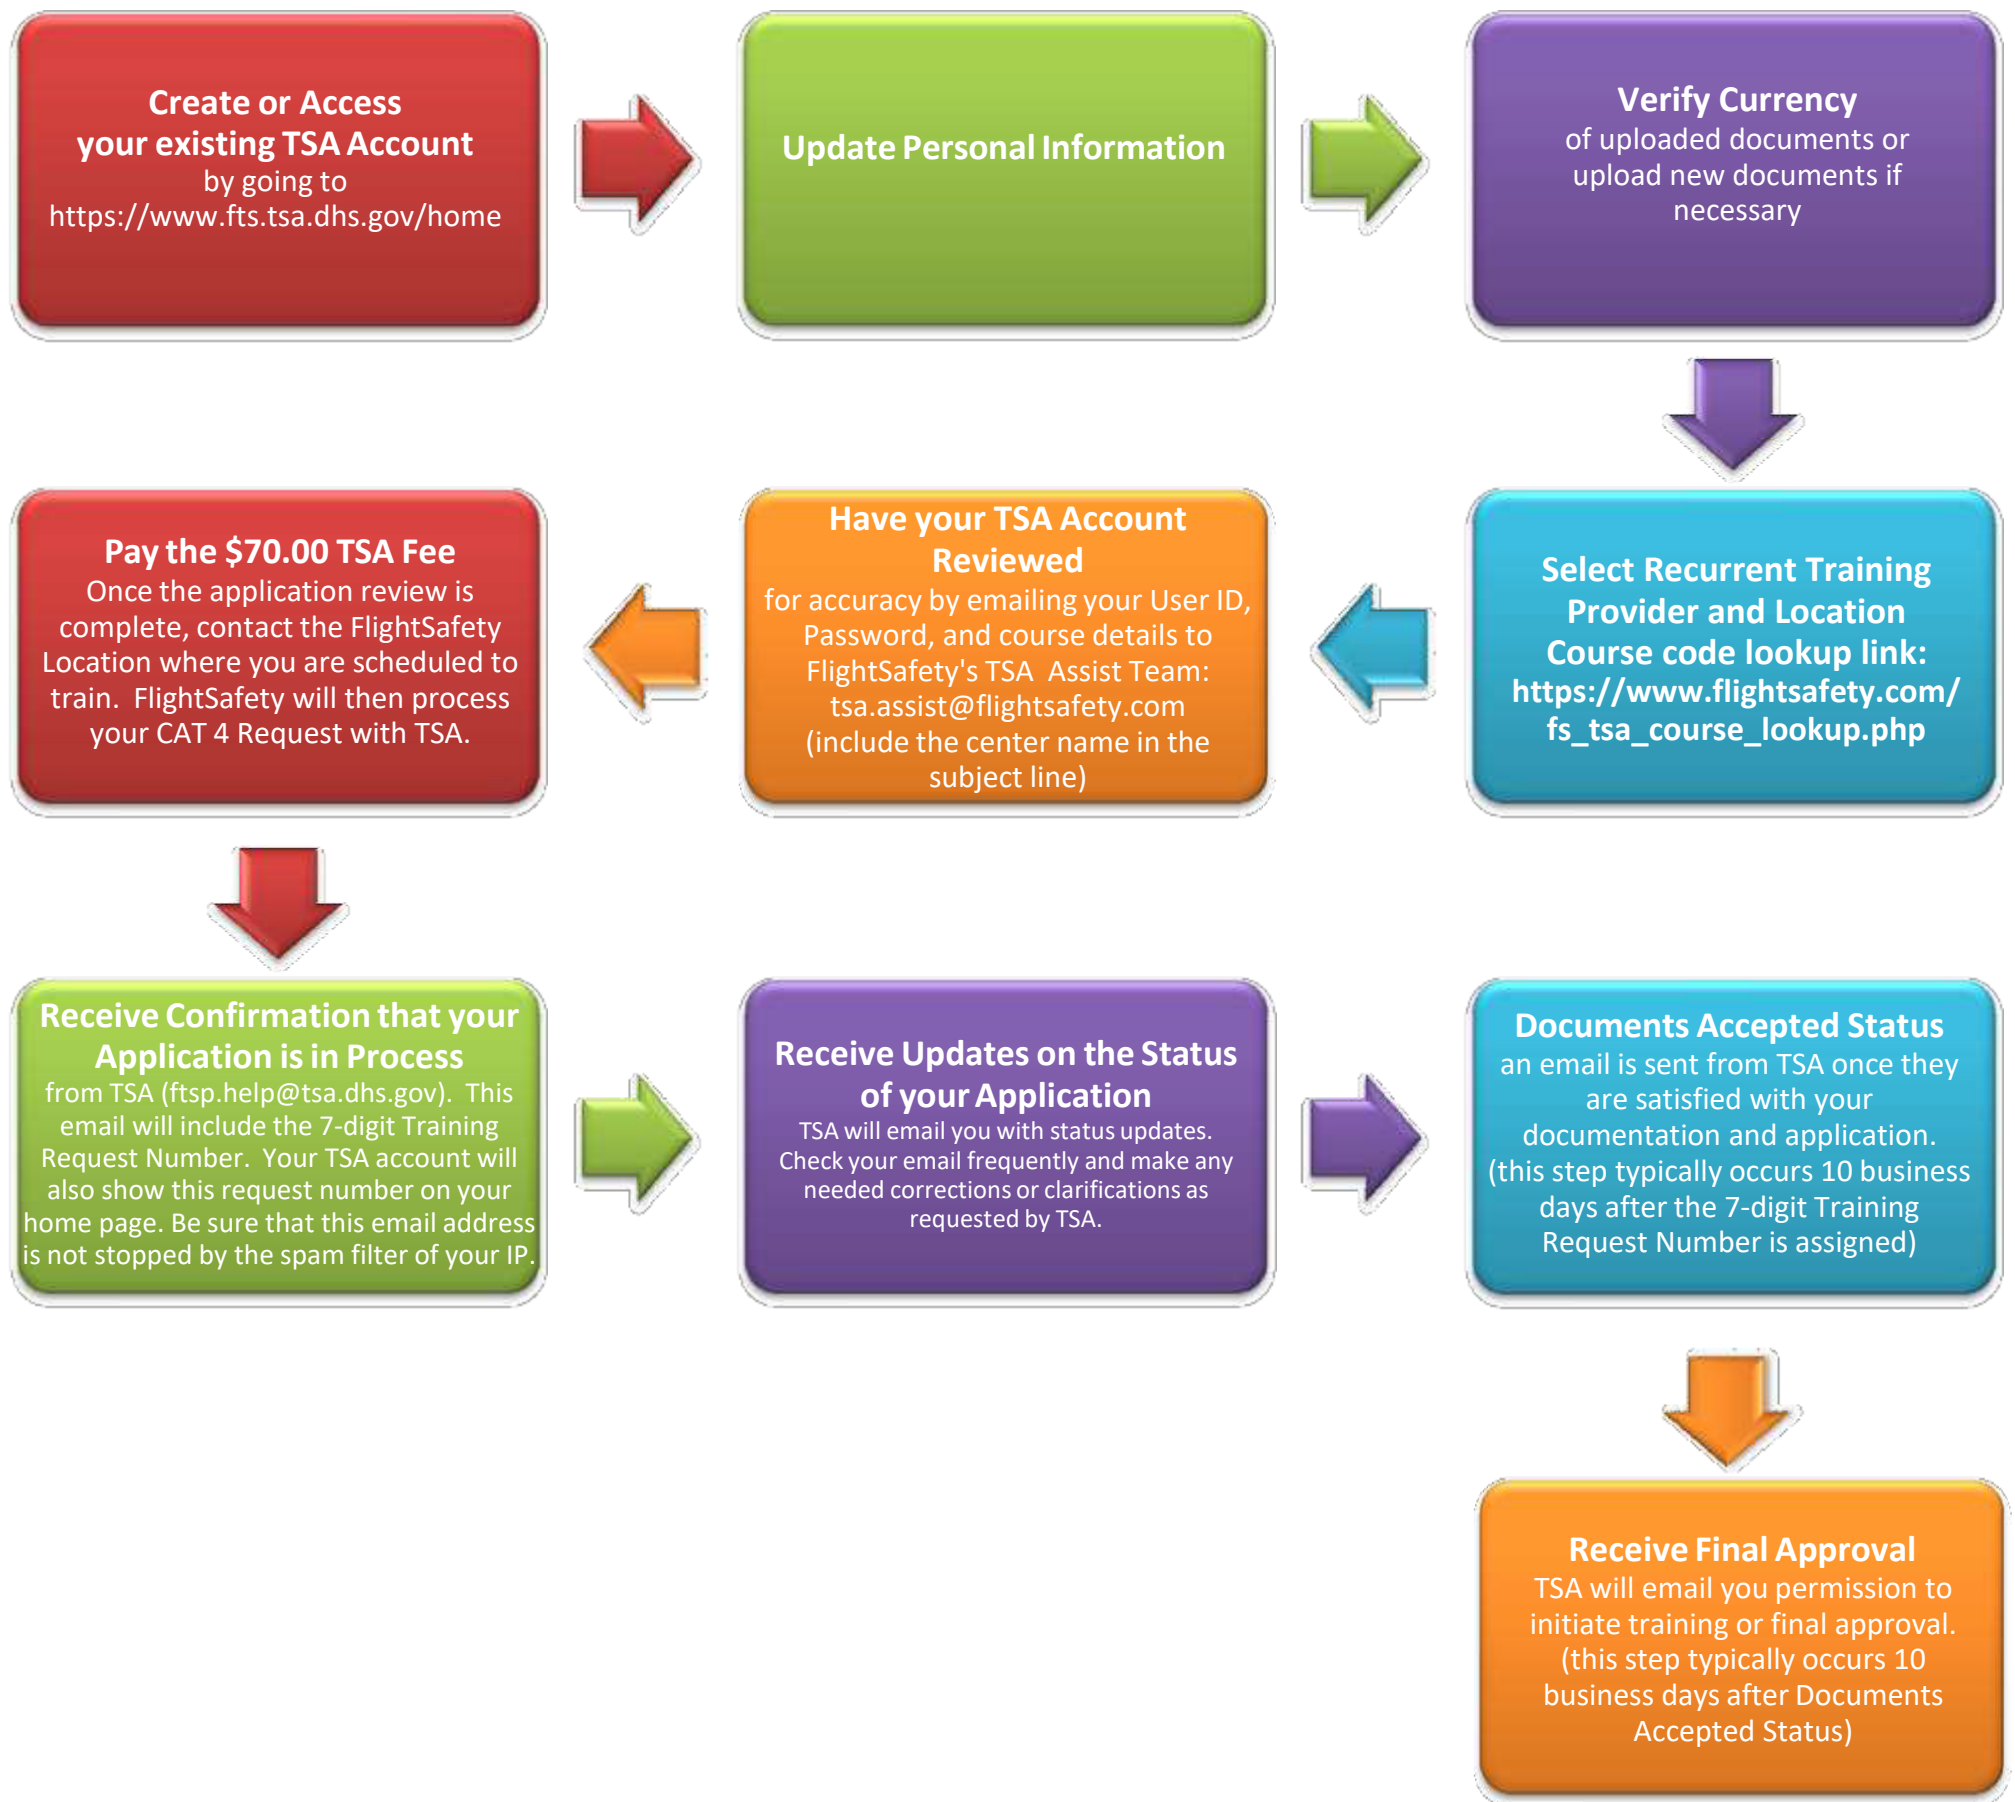 Create or Access
your existing TSA Account
by going to
https://www.fts.tsa.dhs.gov/home
Update Personal Information
Verify Currency
of uploaded documents or
upload new documents if
necessary
Select Recurrent Training
Provider and Location
Course code lookup link:
https://www.flightsafety.com/
fs_tsa_course_lookup.php
Have your TSA Account
Reviewed
for accuracy by emailing your User ID,
Password, and course details to
FlightSafety's TSA Assist Team:
tsa.assist@flightsafety.com
(include the center name in the
subject line)
Pay the $70.00 TSA Fee
Once the application review is
complete, contact the FlightSafety
Location where you are scheduled to
train. FlightSafety will then process
your CAT 4 Request with TSA.
Receive Confirmation that your
Application is in Process
from TSA (ftsp.help@tsa.dhs.gov). This
email will include the 7-digit Training
Request Number. Your TSA account will
also show this request number on your
home page. Be sure that this email address
is not stopped by the spam filter of your IP.
Receive Updates on the Status
of your Application
TSA will email you with status updates.
Check your email frequently and make any
needed corrections or clarifications as
requested by TSA.
Documents Accepted Status
an email is sent from TSA once they
are satisfied with your
documentation and application.
(this step typically occurs 10 business
days after the 7-digit Training
Request Number is assigned)
Receive Final Approval
TSA will email you permission to
initiate training or final approval.
(this step typically occurs 10
business days after Documents
Accepted Status)